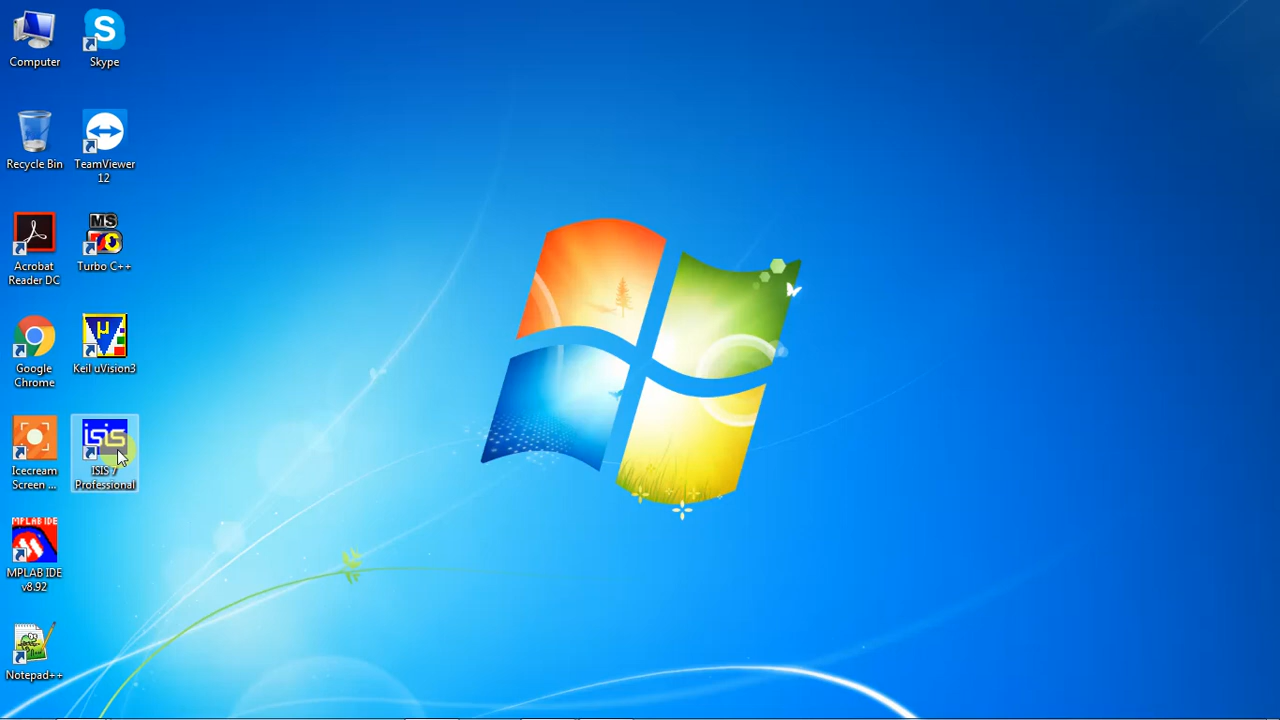 Computer
Skype
Recycle Bin
TeamViewer
12
Acrobat
Reader DC
MS
Turbo C++
Google
Chrome
µ
Keil uVision3
Icecream
Screen ...
isis
ISIS 7
Professional
MPLAB IDE
MPLAB IDE
v8.92
Notepad++